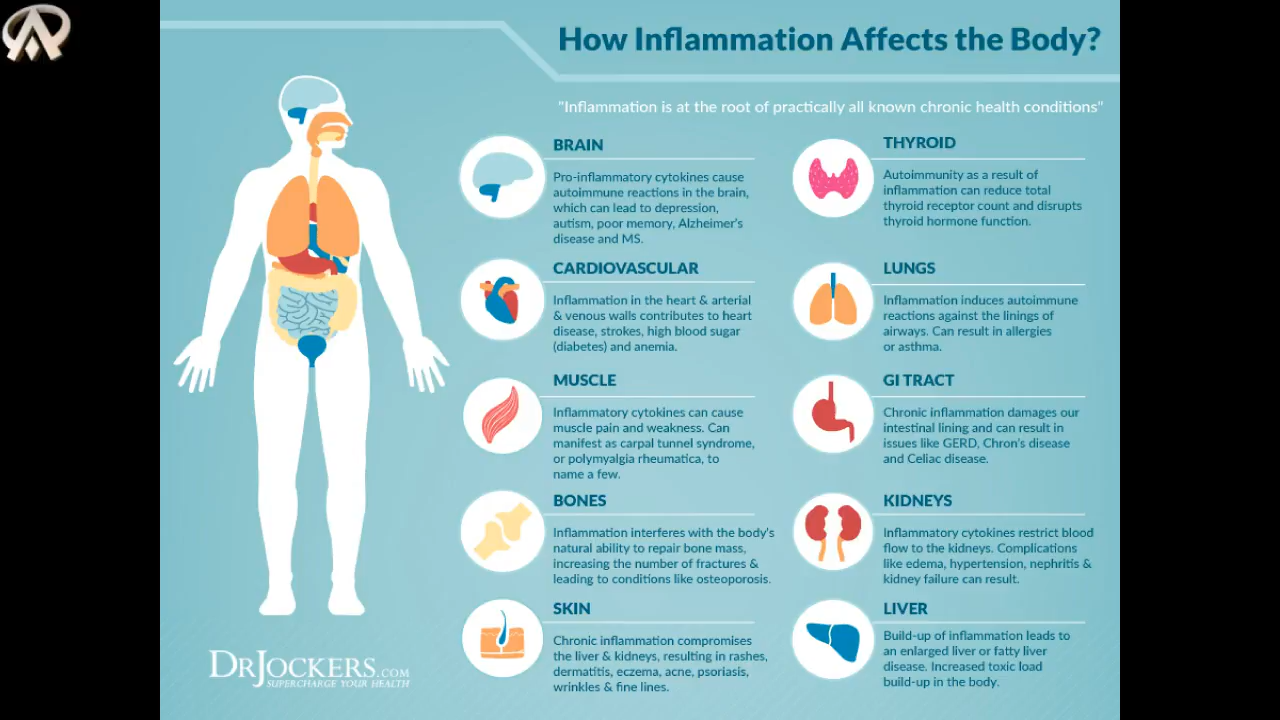 How Inflammation Affects the Body?
"Inflammation is at the root of practically all known chronic health conditions"
BRAIN
Pro-inflammatory cytokines cause
autoimmune reactions in the brain,
which can lead to depression,
autism, poor memory, Alzheimer's
disease and MS.
THYROID
Autoimmunity as a result of
inflammation can reduce total
thyroid receptor count and disrupts
thyroid hormone function.
CARDIOVASCULAR
Inflammation in the heart & arterial
& venous walls contributes to heart
disease, strokes, high blood sugar
(diabetes) and anemia.
LUNGS
Inflammation induces autoimmune
reactions against the linings of
airways. Can result in allergies
or asthma.
MUSCLE
Inflammatory cytokines can cause
muscle pain and weakness. Can
manifest as carpal tunnel syndrome,
or polymyalgia rheumatica, to
name a few.
GI TRACT
Chronic inflammation damages our
intestinal lining and can result in
issues like GERD, Chron's disease
and Celiac disease.
BONES
Inflammation interferes with the body's
natural ability to repair bone mass,
increasing the number of fractures &
leading to conditions like osteoporosis.
KIDNEYS
Inflammatory cytokines restrict blood
flow to the kidneys. Complications
like edema, hypertension, nephritis &
kidney failure can result.
SKIN
Chronic inflammation compromises
the liver & kidneys, resulting in rashes,
dermatitis, eczema, acne, psoriasis,
wrinkles & fine lines.
LIVER
Build-up of inflammation leads to
an enlarged liver or fatty liver
disease. Increased toxic load
build-up in the body.
DRJOCKERS.COM
SUPERCHARGE YOUR HEALTH